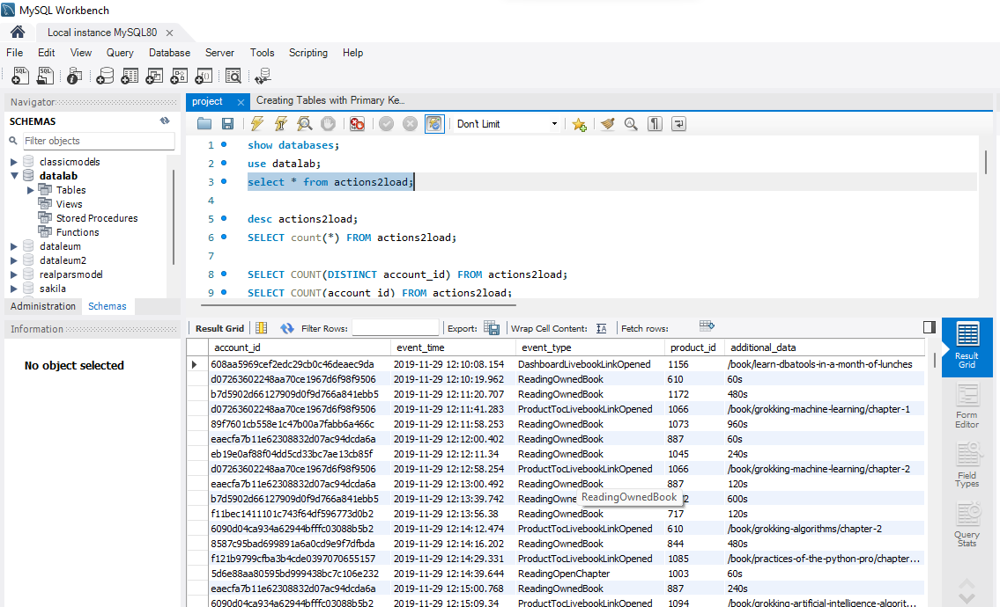 MySQL Workbench
Local instance MySQL80
File Edit View Query Database Server Tools Scripting Help
Navigator
SCHEMAS
Filter objects
classicmodels
datalab
Tables
Views
Stored Procedures
Functions
dataleum
dataleum2
realparsmodel
sakila
Administration Schemas
Information
No object selected
project Creating Tables with Primary Ke...
Don't Limit
1 show databases;
2 use datalab;
3 select * from actions2load;
4
5 desc actions2load;
6 SELECT count(*) FROM actions2load;
7
8 SELECT COUNT(DISTINCT account_id) FROM actions2load;
9 SELECT COUNT(account id) FROM actions2load;
Result Grid Filter Rows: Export: Wrap Cell Content: Fetch rows:
account_id event_time event_type product_id additional_data
608aa5969cef2edc29cb0c46deaec9da 2019-11-29 12:10:08.154 DashboardLivebookLinkOpened 1156 /book/learn-dbatools-in-a-month-of-lunches
d07263602248aa70ce1967d6f98f9506 2019-11-29 12:10:19.962 ReadingOwnedBook 610 60s
b7d5902d66127909d0f9d766a841ebb5 2019-11-29 12:11:20.707 ReadingOwnedBook 1172 480s
d07263602248aa70ce1967d6f98f9506 2019-11-29 12:11:41.283 ProductTocLivebookLinkOpened 1066 /book/grokking-machine-learning/chapter-1
89f7601cb558e1c47b00a7fabb6a466c 2019-11-29 12:11:58.253 ReadingOwnedBook 1073 960s
eaecfa7b11e62308832d07ac94dcda6a 2019-11-29 12:12:00.402 ReadingOwnedBook 887 60s
eb19e0af88f04dd5cd33bc7ae13cb85f 2019-11-29 12:12:11.34 ReadingOwnedBook 1045 240s
d07263602248aa70ce1967d6f98f9506 2019-11-29 12:12:58.254 ProductTocLivebookLinkOpened 1066 /book/grokking-machine-learning/chapter-2
eaecfa7b11e62308832d07ac94dcda6a 2019-11-29 12:13:00.492 ReadingOwnedBook 887 120s
b7d5902d66127909d0f9d766a841ebb5 2019-11-29 12:13:39.742 ReadingOwne 2 600s
ReadingOwnedBook
f11bec1411101c743f64df596773d0b2 2019-11-29 12:13:56.38 ReadingOwnedBook 717 120s
6090d04ca934a62944bfffc03088b5b2 2019-11-29 12:14:12.474 ProductTocLivebookLinkOpened 610 /book/grokking-algorithms/chapter-2
8587c95bad699891a6a0cd9e9f7dfbda 2019-11-29 12:14:16.202 ReadingOwnedBook 844 480s
f121b9799cfba3b4cde0397070655157 2019-11-29 12:14:29.331 ProductTocLivebookLinkOpened 1085 /book/practices-of-the-python-pro/chapter...
5d6e88aa80595bd999438bc7c106e232 2019-11-29 12:14:39.644 ReadingOpenChapter 1003 60s
eaecfa7b11e62308832d07ac94dcda6a 2019-11-29 12:15:00.768 ReadingOwnedBook 887 240s
6090d04ca934a62944bfffc03088b5b2 2019-11-29 12:15:09.34 ProductTocLivebookLinkOpened 1094 /book/grokking-artificial-intelligence-algorit...
Result
Grid
Form
Editor
Field
Types
Query
Stats